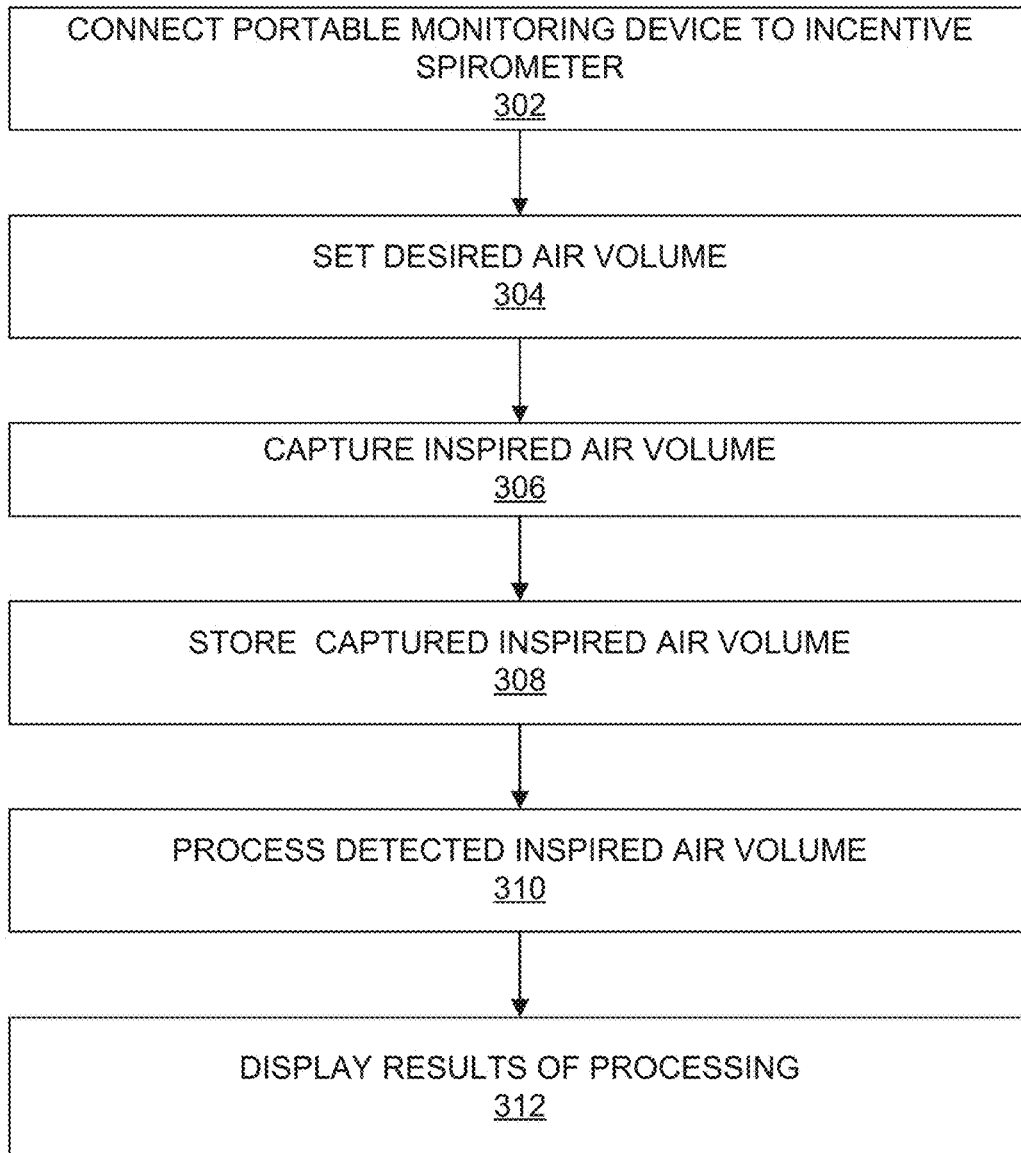 CONNECT PORTABLE MONITORING DEVICE TO INCENTIVE
SPIROMETER
302
SET DESIRED AIR VOLUME
304
CAPTURE INSPIRED AIR VOLUME
306
STORE CAPTURED INSPIRED AIR VOLUME
308
PROCESS DETECTED INSPIRED AIR VOLUME
310
DISPLAY RESULTS OF PROCESSING
312